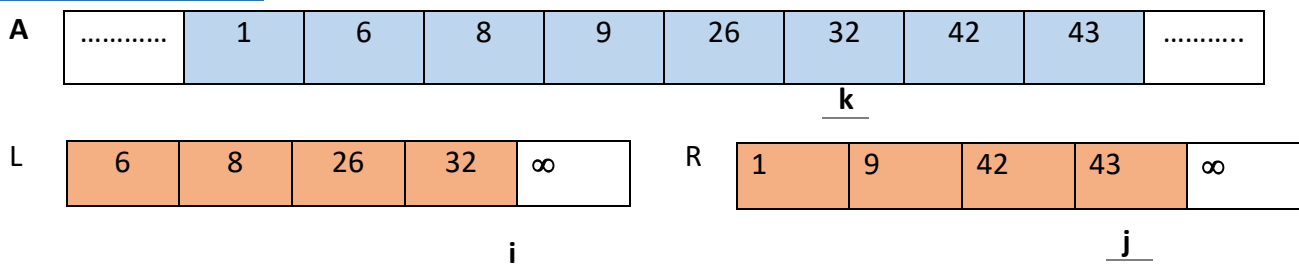 A ………… 1 6 8 9 26 32 42 43 ………..
k
L 6 8 26 32 ∞ R 1 9 42 43 ∞
i j